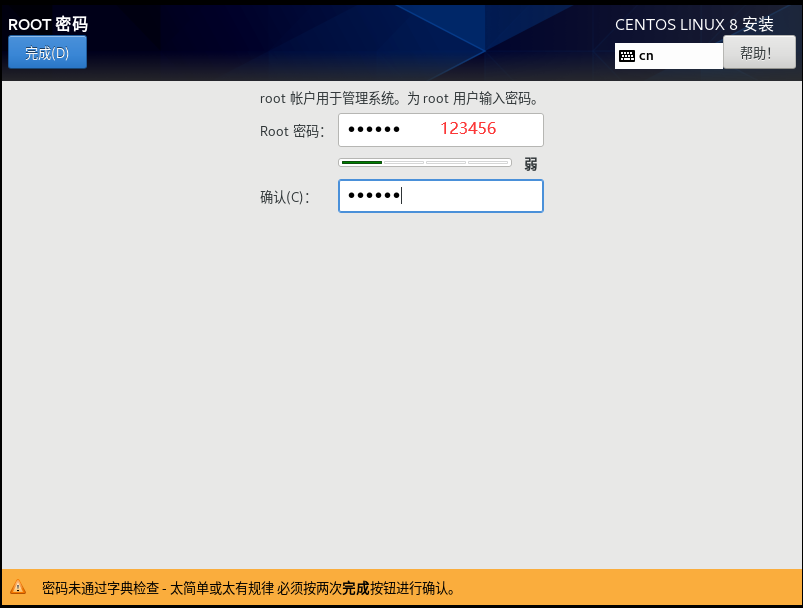 ROOT 密码
CENTOS LINUX 8 安装
完成(D)
cn
帮助！
root 帐户用于管理系统。为 root 用户输入密码。
Root 密码： ●●●●●● 123456
弱
确认(C)： ●●●●●●
密码未通过字典检查 - 太简单或太有规律 必须按两次完成按钮进行确认。